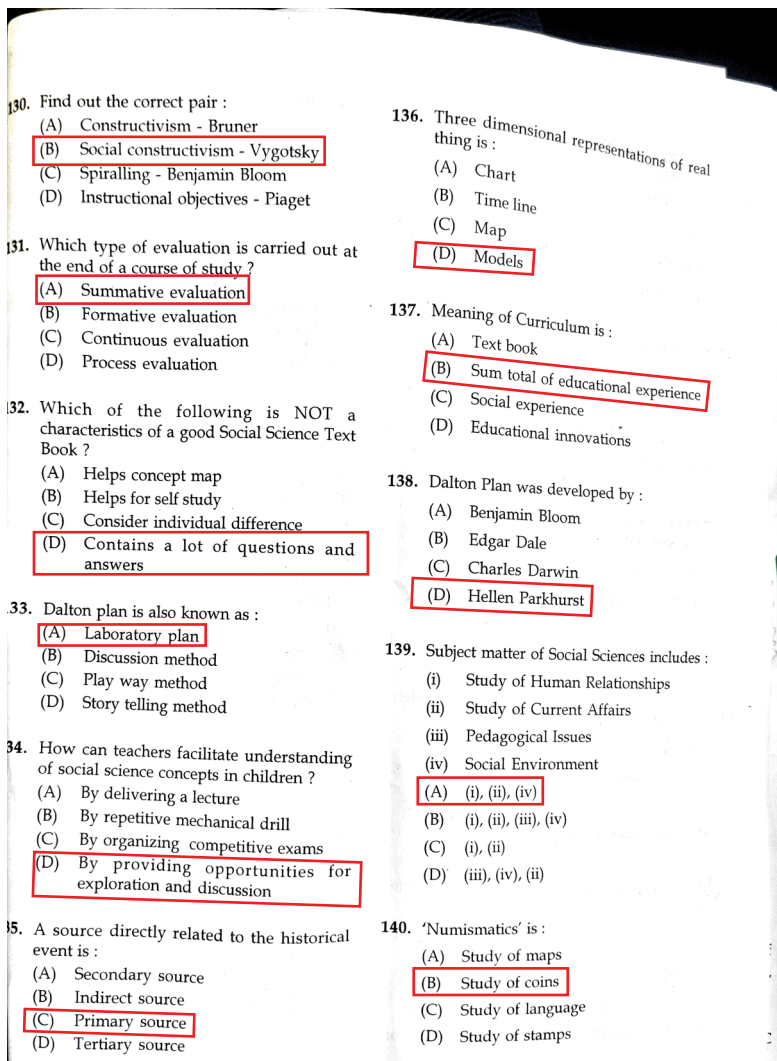 130. Find out the correct pair :
(A) Constructivism - Bruner
(B) Social constructivism - Vygotsky
(C) Spiralling - Benjamin Bloom
(D) Instructional objectives - Piaget
131. Which type of evaluation is carried out at
the end of a course of study ?
(A) Summative evaluation
(B) Formative evaluation
(C) Continuous evaluation
(D) Process evaluation
32. Which of the following is NOT a
characteristics of a good Social Science Text
Book ?
(A) Helps concept map
(B) Helps for self study
(C) Consider individual difference
(D) Contains a lot of questions and
answers
33. Dalton plan is also known as :
(A) Laboratory plan
(B) Discussion method
(C) Play way method
(D) Story telling method
34. How can teachers facilitate understanding
of social science concepts in children ?
(A) By delivering a lecture
(B) By repetitive mechanical drill
(C) By organizing competitive exams
(D) By providing opportunities for
exploration and discussion
35. A source directly related to the historical
event is :
(A) Secondary source
(B) Indirect source
(C) Primary source
(D) Tertiary source
136. Three dimensional representations of real
thing is :
(A) Chart
(B) Time line
(C) Map
(D) Models
137. Meaning of Curriculum is :
(A) Text book
(B) Sum total of educational experience
(C) Social experience
(D) Educational innovations
138. Dalton Plan was developed by :
(A) Benjamin Bloom
(B) Edgar Dale
(C) Charles Darwin
(D) Hellen Parkhurst
139. Subject matter of Social Sciences includes :
(i) Study of Human Relationships
(ii) Study of Current Affairs
(iii) Pedagogical Issues
(iv) Social Environment
(A) (i), (ii), (iv)
(B) (i), (ii), (iii), (iv)
(C) (i), (ii)
(D) (iii), (iv), (ii)
140. 'Numismatics' is :
(A) Study of maps
(B) Study of coins
(C) Study of language
(D) Study of stamps